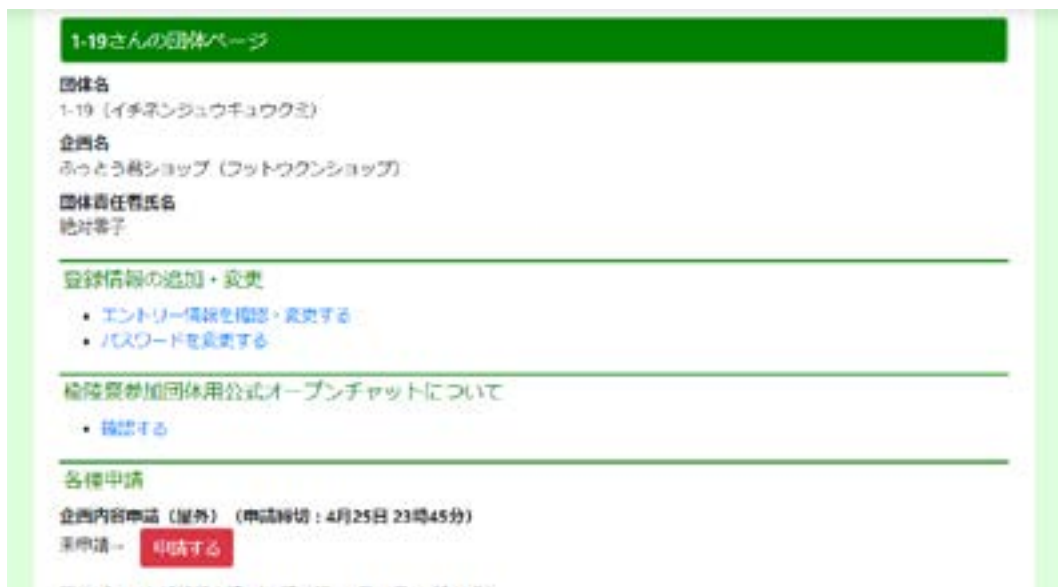 1-19さんの団体ページ
団体名
1-19（イチネンジュウキュウクミ）
企画名
ふっとう君ショップ（フットウクンショップ）
団体責任者氏名
絶対零子
登録情報の追加・変更
エントリー情報を確認・変更する
パスワードを変更する
楡陵祭参加団体用公式オープンチャットについて
確認する
各種申請
企画内容申請（屋外）（申請締切：4月25日 23時45分）
未申請→ 申請する